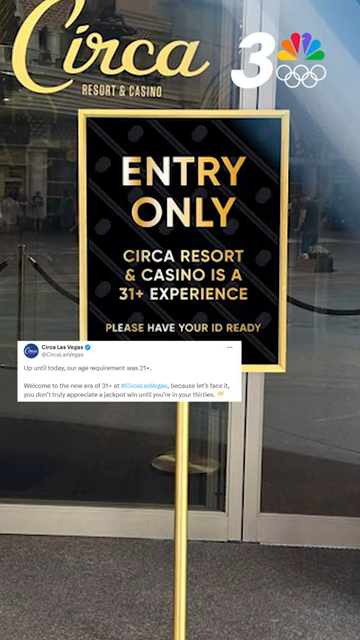 Circa
RESORT & CASINO
3
ENTRY
ONLY
CIRCA RESORT
& CASINO IS A
31+ EXPERIENCE
PLEASE HAVE YOUR ID READY
Circa Las Vegas
@CircaLasVegas
Circa
Up until today, our age requirement was 21+.
Welcome to the new era of 31+ at #CircaLasVegas, because let's face it,
you don't truly appreciate a jackpot win until you're in your thirties.